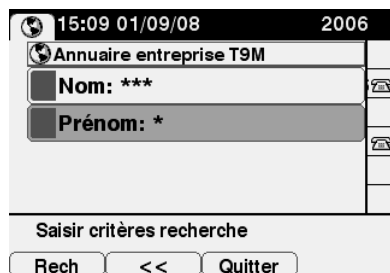 15:09 01/09/08 2006
Annuaire entreprise T9M
Nom: ***
Prénom: *
Saisir critères recherche
Rech << Quitter